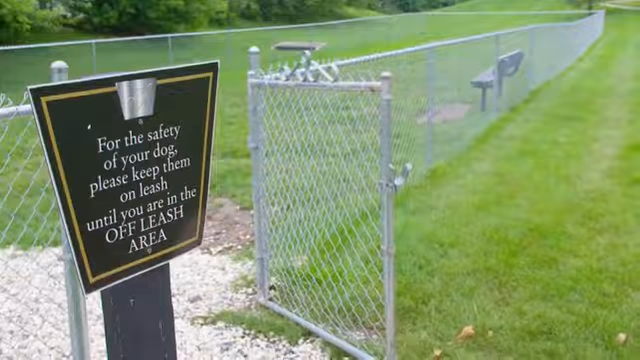 For the safety
of your dog,
please keep them
on leash
until you are in the
OFF LEASH
AREA